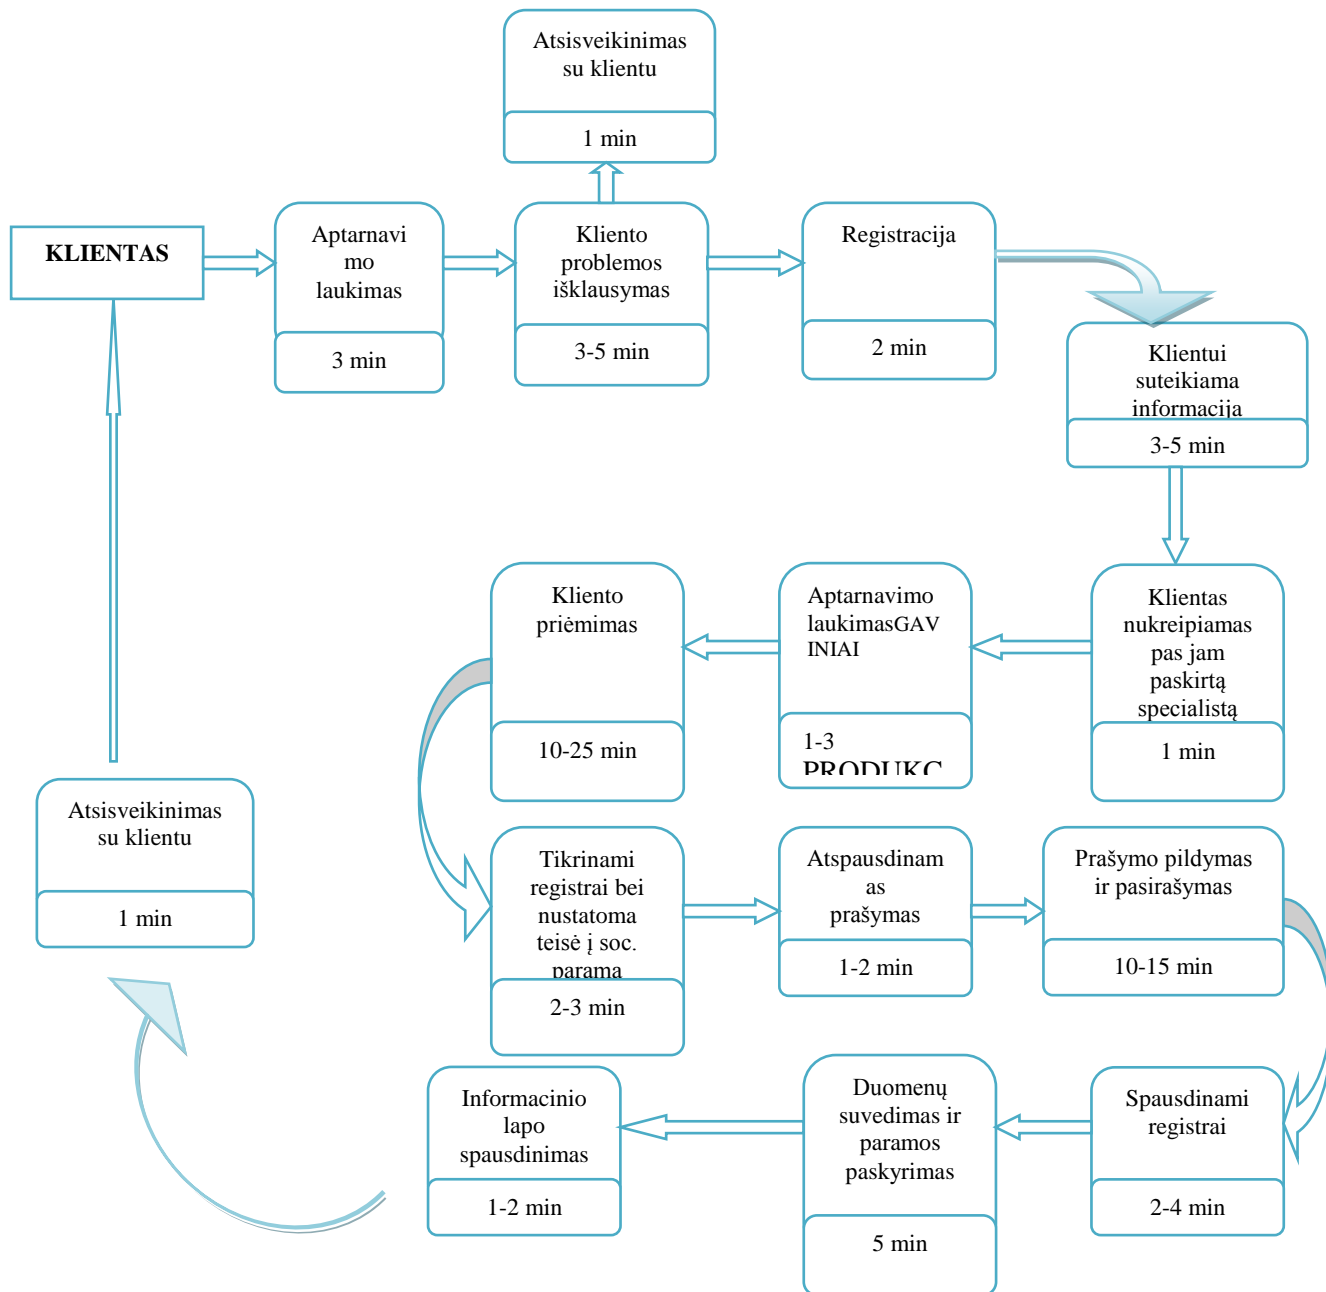 Atsisveikinimas
su klientu
1 min
KLIENTAS
Aptarnavi
mo
laukimas
3 min
Kliento
problemos
išklausymas
3-5 min
Registracija
2 min
Klientui
suteikiama
informacija
3-5 min
Klientas
nukreipiamas
pas jam
paskirtą
specialistą
1 min
Aptarnavimo
laukimasGAV
INIAI
1-3
PRODUKC
Kliento
priėmimas
10-25 min
Tikrinami
registrai bei
nustatoma
teisė į soc.
parama
2-3 min
Atspausdinam
as
prašymas
1-2 min
Prašymo pildymas
ir pasirašymas
10-15 min
Spausdinami
registrai
2-4 min
Duomenų
suvedimas ir
paramos
paskyrimas
5 min
Informacinio
lapo
spausdinimas
1-2 min
Atsisveikinimas
su klientu
1 min